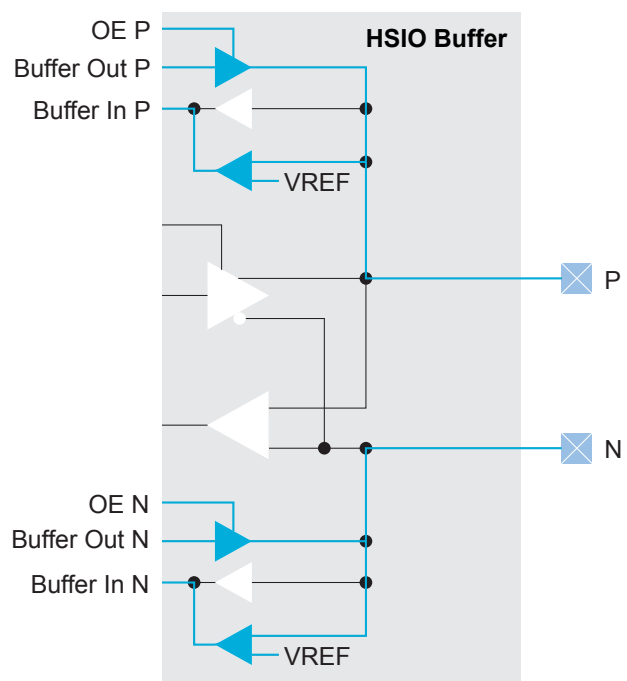 OE P
HSIO Buffer
Buffer Out P
Buffer In P
VREF
P
N
OE N
Buffer Out N
Buffer In N
VREF